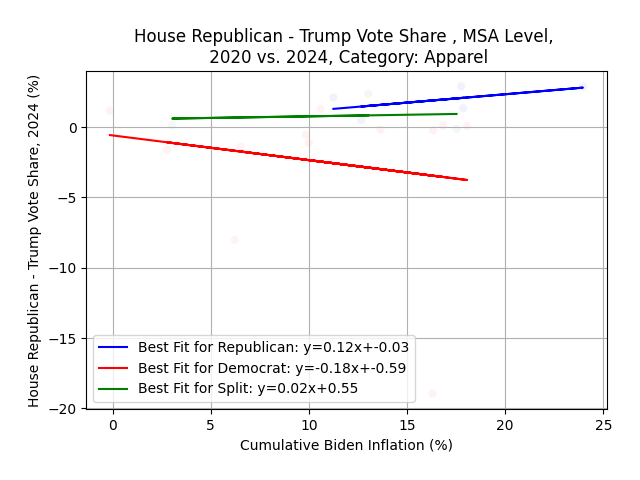 House Republican - Trump Vote Share , MSA Level,
2020 vs. 2024, Category: Apparel
House Republican - Trump Vote Share, 2024 (%)
0
−5
−10
−15
−20
Best Fit for Republican: y=0.12x+-0.03
Best Fit for Democrat: y=-0.18x+-0.59
Best Fit for Split: y=0.02x+0.55
0 5 10 15 20 25
Cumulative Biden Inflation (%)